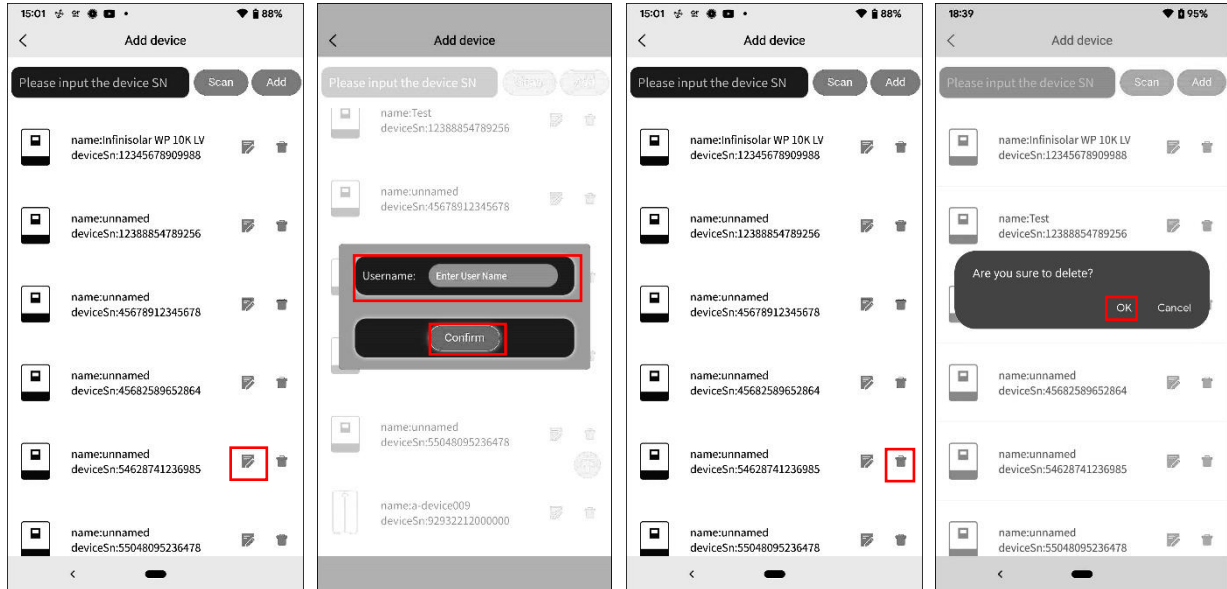 15:01
88%
Add device
Please input the device SN
Scan
Add
name:Infinisolar WP 10K LV
deviceSn:12345678909988
name:unnamed
deviceSn:12388854789256
name:unnamed
deviceSn:45678912345678
name:unnamed
deviceSn:45682589652864
name:unnamed
deviceSn:54628741236985
name:unnamed
deviceSn:55048095236478
Add device
Please input the device SN
name:Test
deviceSn:12388854789256
name:unnamed
deviceSn:45678912345678
Username:
Enter User Name
Confirm
name:unnamed
deviceSn:55048095236478
name:a-device009
deviceSn:92932212000000
15:01
88%
Add device
Please input the device SN
Scan
Add
name:Infinisolar WP 10K LV
deviceSn:12345678909988
name:unnamed
deviceSn:12388854789256
name:unnamed
deviceSn:45678912345678
name:unnamed
deviceSn:45682589652864
name:unnamed
deviceSn:54628741236985
name:unnamed
deviceSn:55048095236478
18:39
95%
Add device
Please input the device SN
Scan
Add
name:Infinisolar WP 10K LV
deviceSn:12345678909988
name:Test
deviceSn:12388854789256
Are you sure to delete?
OK
Cancel
name:unnamed
deviceSn:45682589652864
name:unnamed
deviceSn:54628741236985
name:unnamed
deviceSn:55048095236478